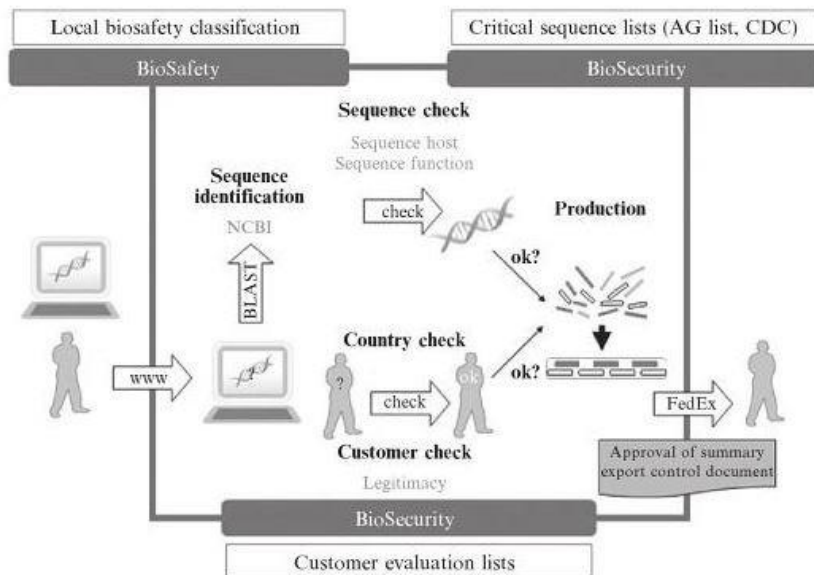 Local biosafety classification
Critical sequence lists (AG list, CDC)
BioSafety
BioSecurity
Sequence check
Sequence host
Sequence function
Sequence
identification
NCBI
check
Production
BLAST
ok?
?
www
Country check
?
check
ok
ok?
FedEx
Customer check
Legitimacy
Approval of summary
export control document
BioSecurity
Customer evaluation lists